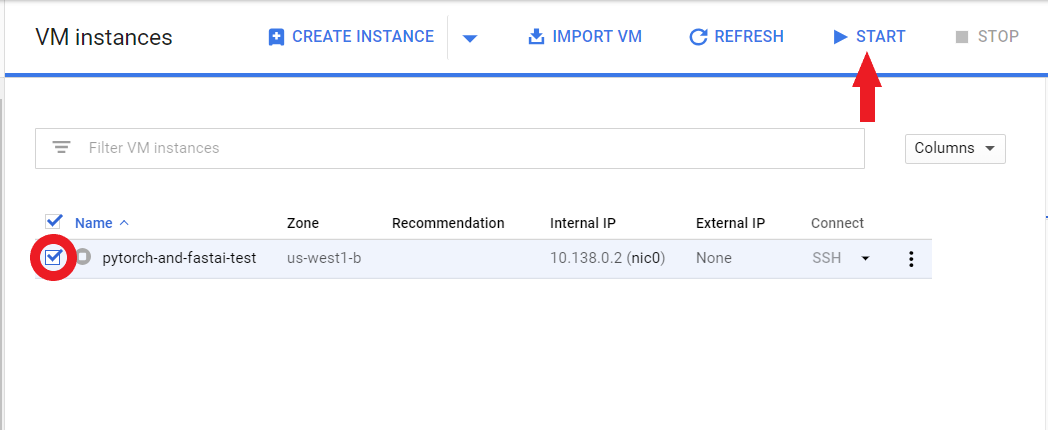 VM instances CREATE INSTANCE IMPORT VM REFRESH START STOP
Filter VM instances Columns
Name Zone Recommendation Internal IP External IP Connect
pytorch-and-fastai-test us-west1-b 10.138.0.2 (nic0) None SSH